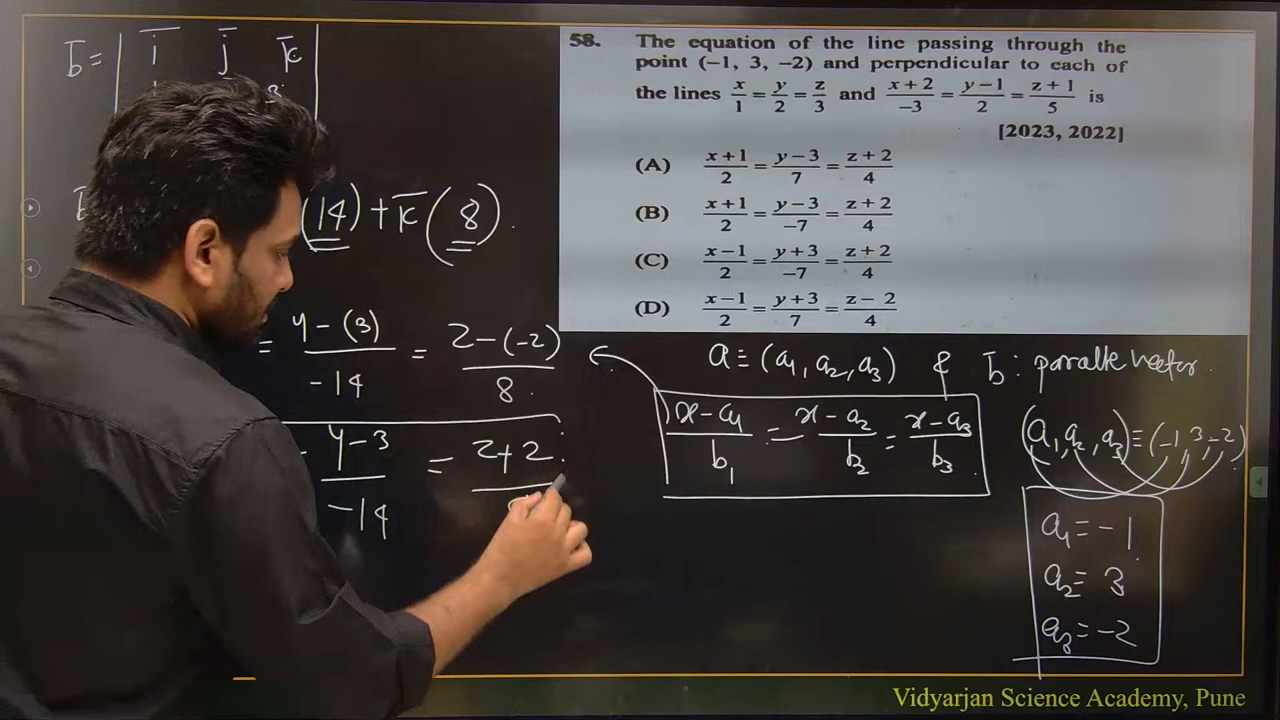 b̄ = | ī j̄ k̄ |
3
(14) + k̄ (8).
= y-(3)/-14 = z-(-2)/8
y-3/-14 = z+2
58. The equation of the line passing through the
point (−1, 3, −2) and perpendicular to each of
the lines x/1 = y/2 = z/3 and x+2/-3 = y-1/2 = z+1/5 is
[2023, 2022]
(A) x+1/2 = y-3/7 = z+2/4
(B) x+1/2 = y-3/-7 = z+2/4
(C) x-1/2 = y+3/-7 = z+2/4
(D) x-1/2 = y+3/7 = z-2/4
a ≡ (a₁, a₂, a₃) & b̄ : paralle vector.
x-a₁/b₁ = x-a₂/b₂ = x-a₃/b₃
(a₁, a₂, a₃) ≡ (-1, 3, -2)
a₁ = -1
a₂ = 3
a₃ = -2
Vidyarjan Science Academy, Pune